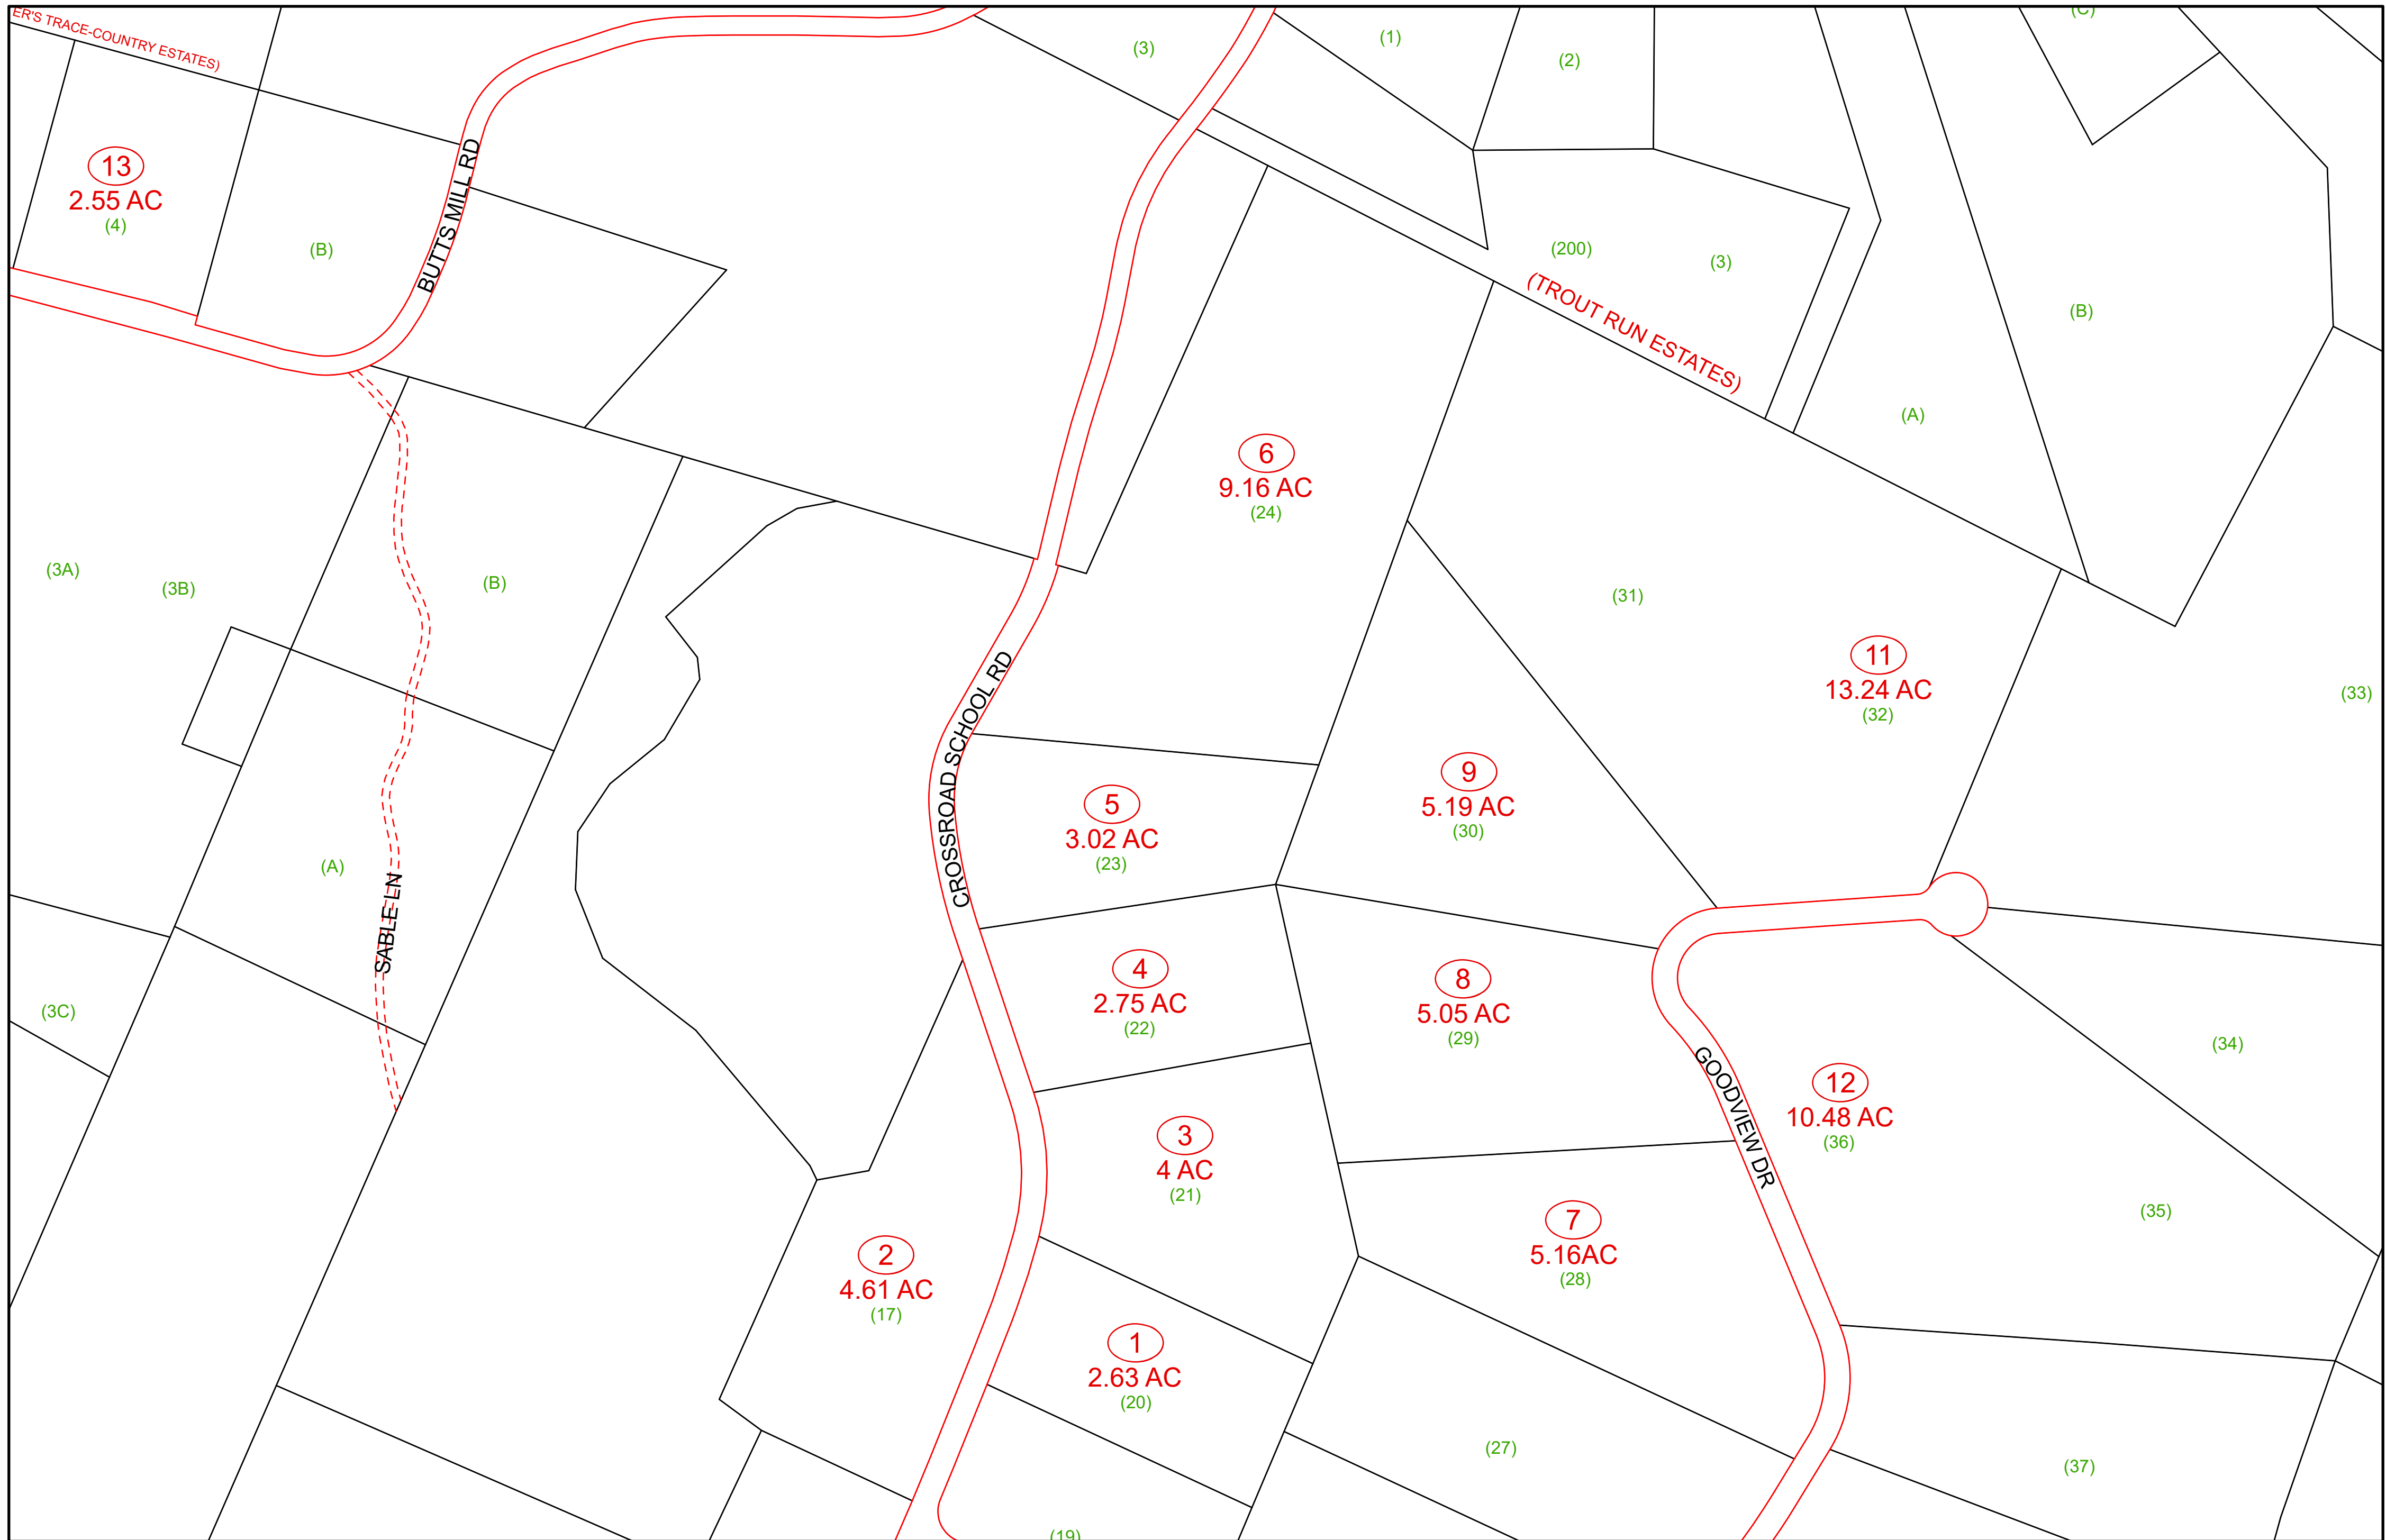 ER'S TRACE-COUNTRY ESTATES)
(C)
(3)
(1)
(2)
13
2.55 AC
(4)
(B)
BUTTS MILL RD
(200)
(3)
(TROUT RUN ESTATES)
(B)
(A)
6
9.16 AC
(24)
(3A)
(3B)
(B)
(31)
11
13.24 AC
(32)
(33)
CROSSROAD SCHOOL RD
5
3.02 AC
(23)
9
5.19 AC
(30)
(A)
SABLE LN
4
2.75 AC
(22)
8
5.05 AC
(29)
(3C)
GOODVIEW DR
12
10.48 AC
(36)
(34)
3
4 AC
(21)
(35)
7
5.16AC
(28)
2
4.61 AC
(17)
1
2.63 AC
(20)
(27)
(37)
(19)